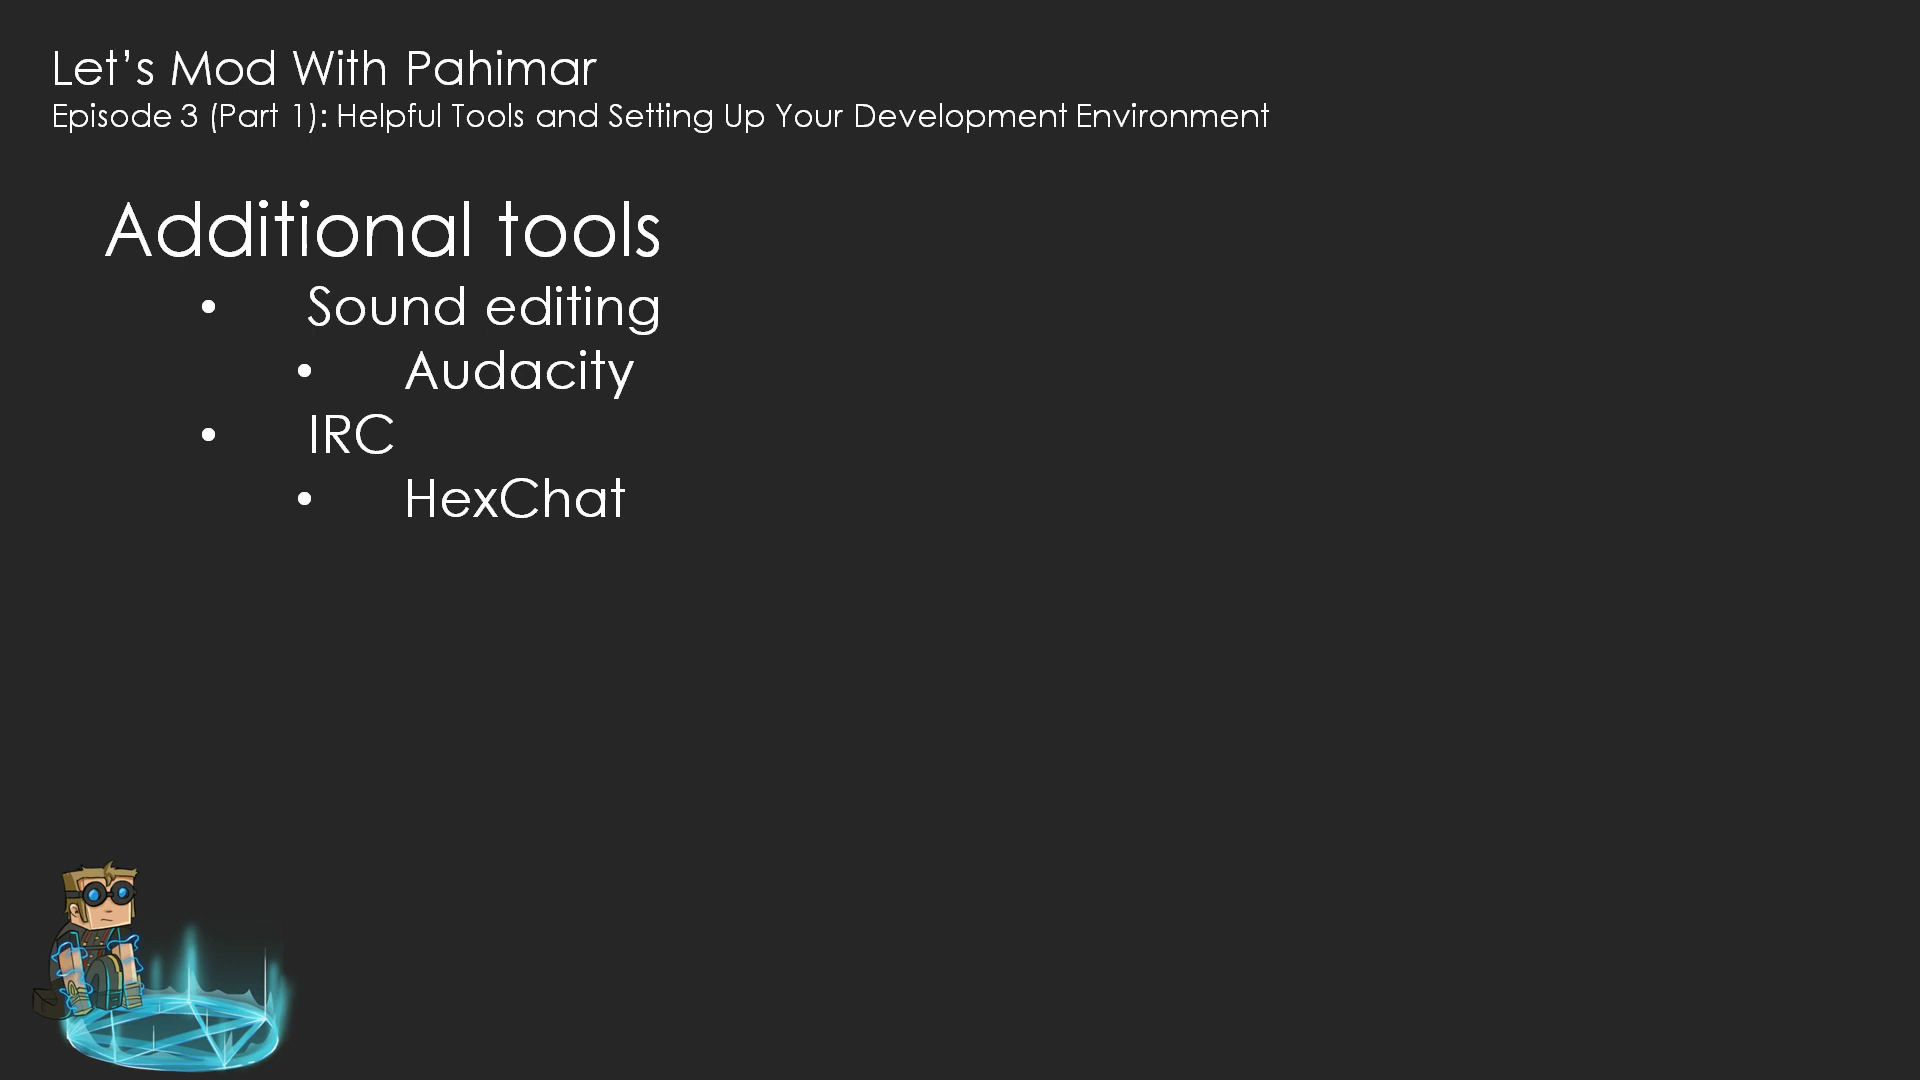 Let’s Mod With Pahimar
Episode 3 (Part 1): Helpful Tools and Setting Up Your Development Environment
Additional tools
• Sound editing
• Audacity
• IRC
• HexChat